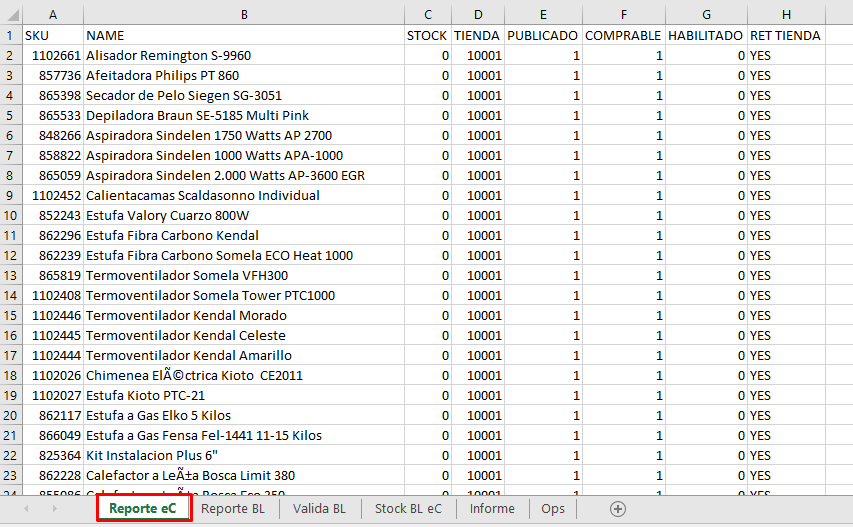 A B C D E F G H
1 SKU NAME STOCK TIENDA PUBLICADO COMPRABLE HABILITADO RET TIENDA
2 1102661 Alisador Remington S-9960 0 10001 1 1 0 YES
3 857736 Afeitadora Philips PT 860 0 10001 1 1 0 YES
4 865398 Secador de Pelo Siegen SG-3051 0 10001 1 1 0 YES
5 865533 Depiladora Braun SE-5185 Multi Pink 0 10001 1 1 0 YES
6 848266 Aspiradora Sindelen 1750 Watts AP 2700 0 10001 1 1 0 YES
7 858822 Aspiradora Sindelen 1000 Watts APA-1000 0 10001 1 1 0 YES
8 865059 Aspiradora Sindelen 2.000 Watts AP-3600 EGR 0 10001 1 1 0 YES
9 1102452 Calientacamas Scaldasonno Individual 0 10001 1 1 0 YES
10 852243 Estufa Valory Cuarzo 800W 0 10001 1 1 0 YES
11 862296 Estufa Fibra Carbono Kendal 0 10001 1 1 0 YES
12 862239 Estufa Fibra Carbono Somela ECO Heat 1000 0 10001 1 1 0 YES
13 865819 Termoventilador Somela VFH300 0 10001 1 1 0 YES
14 1102408 Termoventilador Somela Tower PTC1000 0 10001 1 1 0 YES
15 1102446 Termoventilador Kendal Morado 0 10001 1 1 0 YES
16 1102445 Termoventilador Kendal Celeste 0 10001 1 1 0 YES
17 1102444 Termoventilador Kendal Amarillo 0 10001 1 1 0 YES
18 1102026 Chimenea ElÃ©ctrica Kioto  CE2011 0 10001 1 1 0 YES
19 1102027 Estufa Kioto PTC-21 0 10001 1 1 0 YES
20 862117 Estufa a Gas Elko 5 Kilos 0 10001 1 1 0 YES
21 866049 Estufa a Gas Fensa Fel-1441 11-15 Kilos 0 10001 1 1 0 YES
22 825364 Kit Instalacion Plus 6" 0 10001 1 1 0 YES
23 862228 Calefactor a LeÃ±a Bosca Limit 380 0 10001 1 1 0 YES
24 Calefactor a LeÃ±a Bosca Eco 350 0 10001 1 1 0 YES
Reporte eC Reporte BL Valida BL Stock BL eC Informe Ops